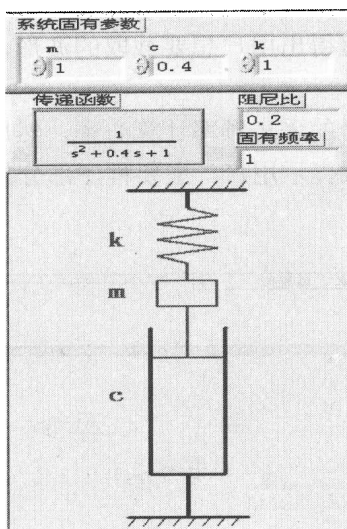 系统固有参数
m c k
1 0.4 1
传递函数 阻尼比
0.2
固有频率
1
1
s² + 0.4 s + 1
k
m
c